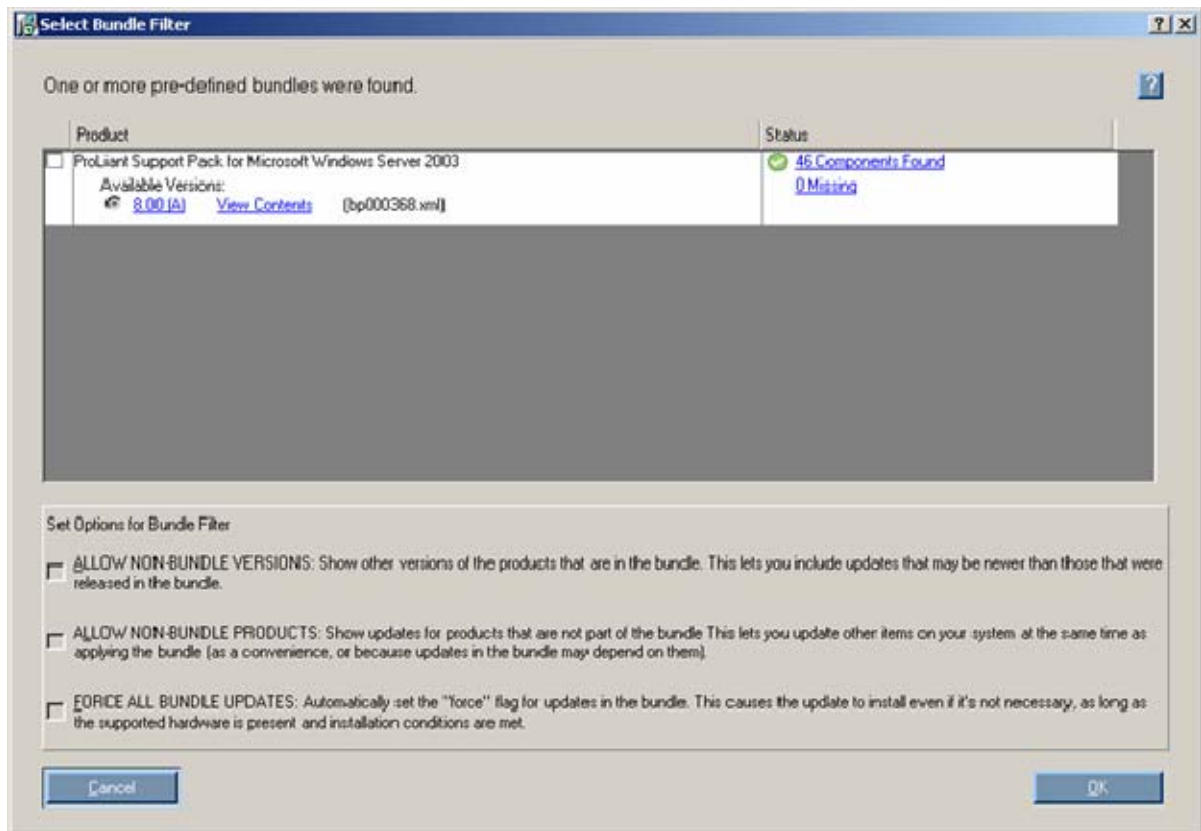 Select Bundle Filter
? X
One or more pre-defined bundles were found.
?
Product
Status
ProLiant Support Pack for Microsoft Windows Server 2003
46 Components Found
Available Versions:
0 Missing
8.00 (A) View Contents (bp000368.xml)
Set Options for Bundle Filter
ALLOW NON-BUNDLE VERSIONS: Show other versions of the products that are in the bundle. This lets you include updates that may be newer than those that were
released in the bundle.
ALLOW NON-BUNDLE PRODUCTS: Show updates for products that are not part of the bundle This lets you update other items on your system at the same time as
applying the bundle (as a convenience, or because updates in the bundle may depend on them)
FORCE ALL BUNDLE UPDATES: Automatically set the "force" flag for updates in the bundle. This causes the update to install even if it's not necessary, as long as
the supported hardware is present and installation conditions are met.
Cancel
OK